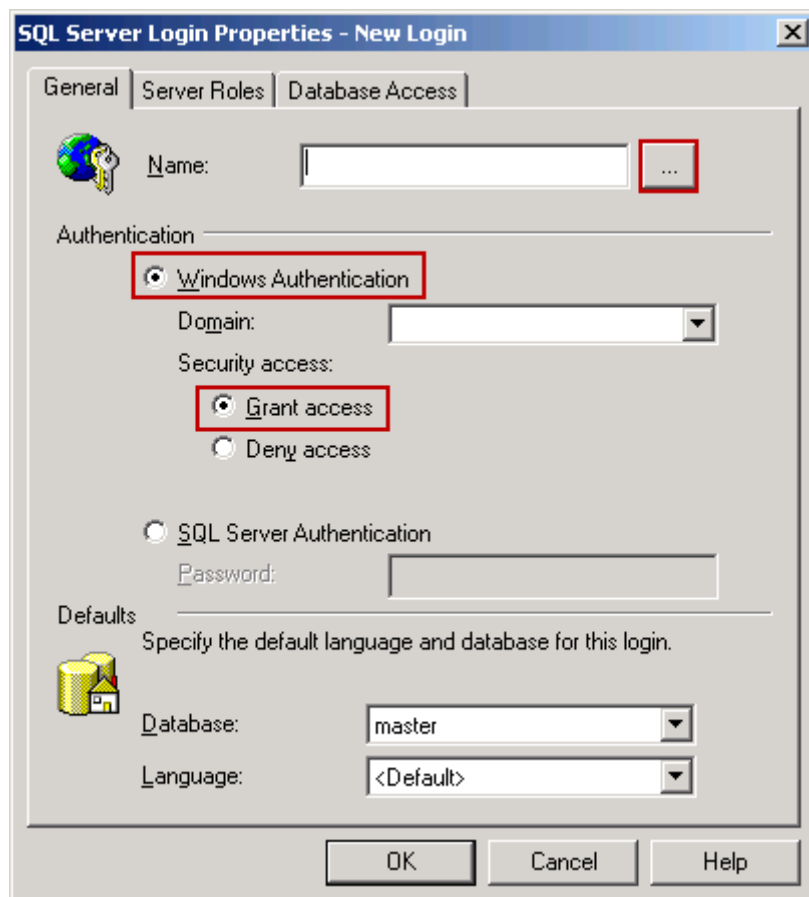 SQL Server Login Properties - New Login
General Server Roles Database Access
Name: ...
Authentication
Windows Authentication
Domain:
Security access:
Grant access
Deny access
SQL Server Authentication
Password:
Defaults
Specify the default language and database for this login.
Database: master
Language: <Default>
OK Cancel Help